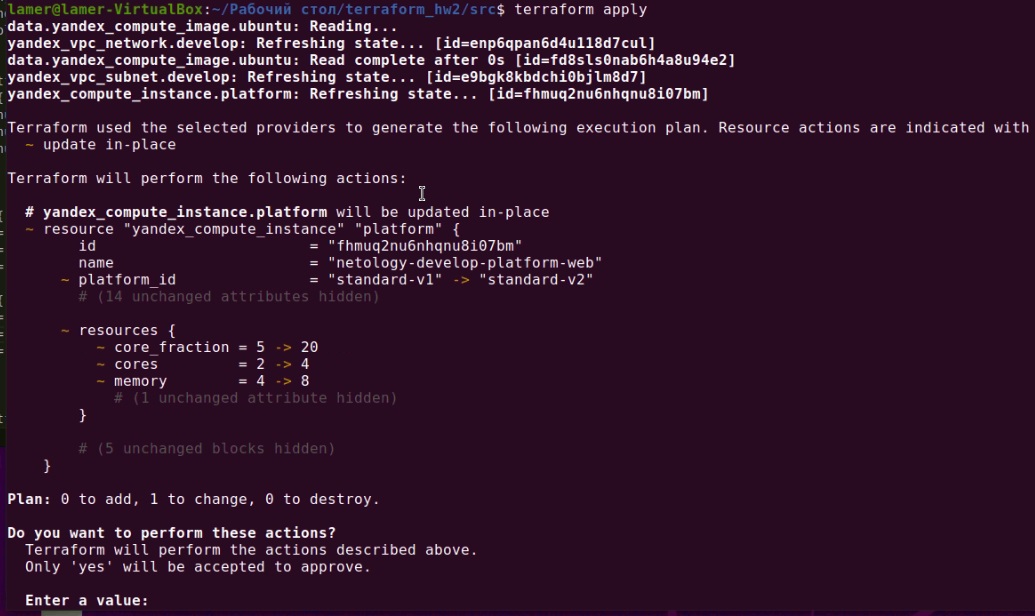 lamer@lamer-VirtualBox:~/Рабочий стол/terraform_hw2/src$ terraform apply
data.yandex_compute_image.ubuntu: Reading...
yandex_vpc_network.develop: Refreshing state... [id=enp6qpan6d4u118d7cul]
data.yandex_compute_image.ubuntu: Read complete after 0s [id=fd8sls0nab6h4a8u94e2]
yandex_vpc_subnet.develop: Refreshing state... [id=e9bgk8kbdchi0bjlm8d7]
yandex_compute_instance.platform: Refreshing state... [id=fhmuq2nu6nhqnu8i07bm]

Terraform used the selected providers to generate the following execution plan. Resource actions are indicated with
  ~ update in-place

Terraform will perform the following actions:

  # yandex_compute_instance.platform will be updated in-place
  ~ resource "yandex_compute_instance" "platform" {
        id                        = "fhmuq2nu6nhqnu8i07bm"
        name                      = "netology-develop-platform-web"
      ~ platform_id               = "standard-v1" -> "standard-v2"
        # (14 unchanged attributes hidden)

      ~ resources {
          ~ core_fraction = 5 -> 20
          ~ cores         = 2 -> 4
          ~ memory        = 4 -> 8
            # (1 unchanged attribute hidden)
        }

        # (5 unchanged blocks hidden)
    }

Plan: 0 to add, 1 to change, 0 to destroy.

Do you want to perform these actions?
  Terraform will perform the actions described above.
  Only 'yes' will be accepted to approve.

  Enter a value: